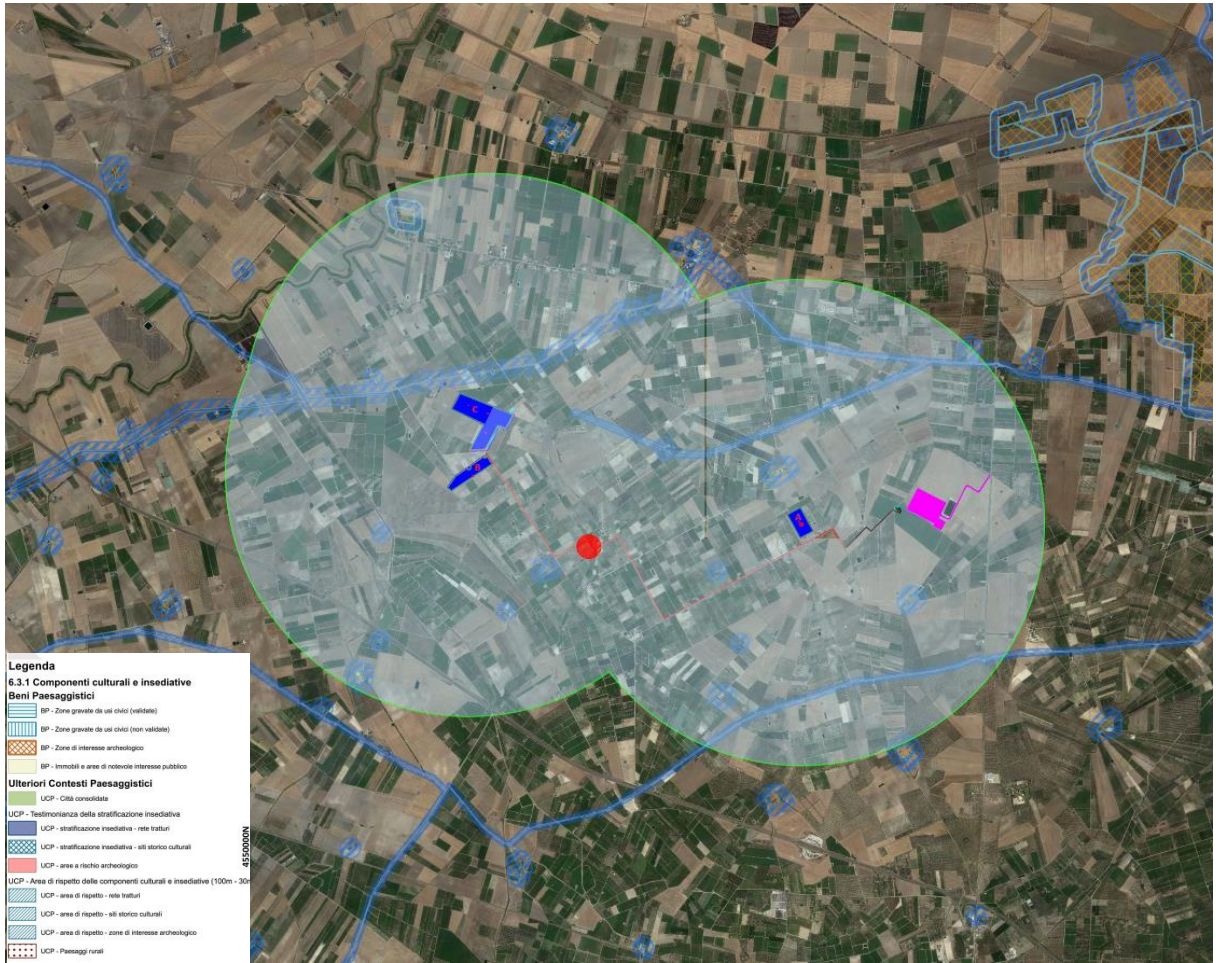 C
B
A
Legenda
6.3.1 Componenti culturali e insediative
Beni Paesaggistici
BP - Zone gravate da usi civici (validate)
BP - Zone gravate da usi civici (non validate)
BP - Zone di interesse archeologico
BP - Immobili e aree di notevole interesse pubblico
Ulteriori Contesti Paesaggistici
UCP - Città consolidata
UCP - Testimonianza della stratificazione insediativa
UCP - stratificazione insediativa - rete tratturi
UCP - stratificazione insediativa - siti storico culturali
UCP - aree a rischio archeologico
UCP - Area di rispetto delle componenti culturali e insediative (100m - 30m
UCP - area di rispetto - rete tratturi
UCP - area di rispetto - siti storico culturali
UCP - area di rispetto - zone di interesse archeologico
UCP - Paesaggi rurali
4550000N